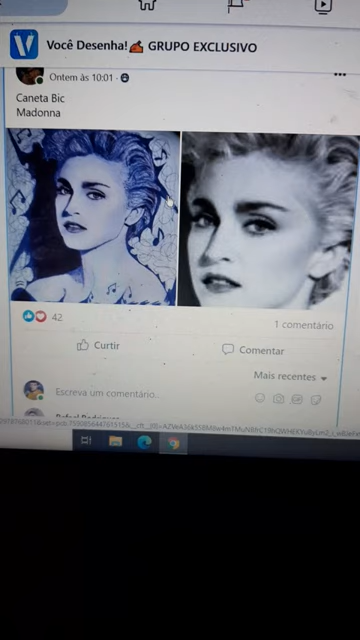 Você Desenha! GRUPO EXCLUSIVO
Ontem às 10:01 ·
Caneta Bic
Madonna
42
1 comentário
Curtir
Comentar
Mais recentes
Escreva um comentário...